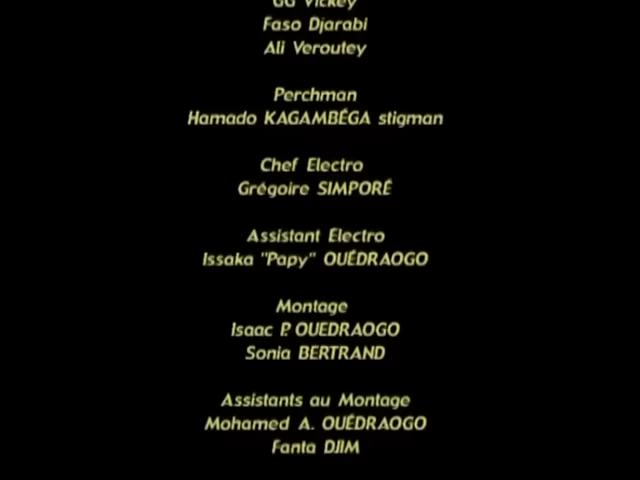 GG Vickey
Faso Djarabi
Ali Veroutey
Perchman
Hamado KAGAMBÉGA stigman
Chef Electro
Grégoire SIMPORÉ
Assistant Electro
Issaka "Papy" OUÉDRAOGO
Montage
Isaac P. OUEDRAOGO
Sonia BERTRAND
Assistants au Montage
Mohamed A. OUÉDRAOGO
Fanta DJIM